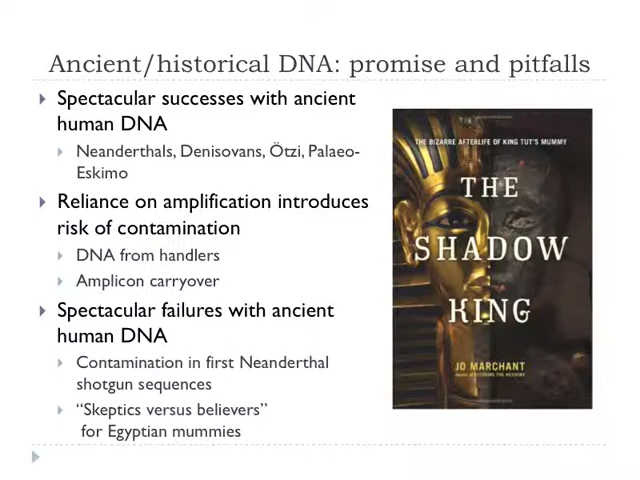 Ancient/historical DNA: promise and pitfalls
Spectacular successes with ancient
human DNA
Neanderthals, Denisovans, Ötzi, Palaeo-
Eskimo
Reliance on amplification introduces
risk of contamination
DNA from handlers
Amplicon carryover
Spectacular failures with ancient
human DNA
Contamination in first Neanderthal
shotgun sequences
“Skeptics versus believers”
for Egyptian mummies
THE BIZARRE AFTERLIFE OF KING TUT'S MUMMY
THE
SHADOW
KING
JO MARCHANT